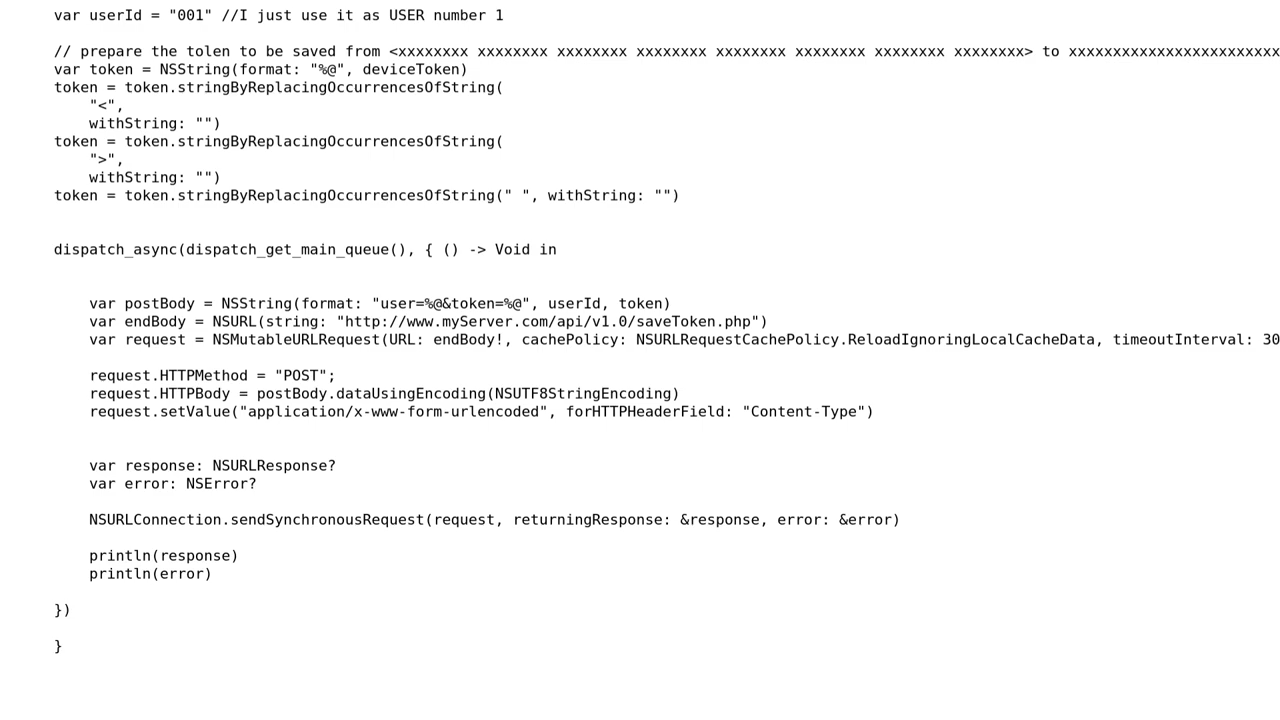 var userId = "001" //I just use it as USER number 1
// prepare the tolen to be saved from <xxxxxxxx xxxxxxxx xxxxxxxx xxxxxxxx xxxxxxxx xxxxxxxx xxxxxxxx xxxxxxxx> to xxxxxxxxxxxxxxxxxxxxxxxx
var token = NSString(format: "%@", deviceToken)
token = token.stringByReplacingOccurrencesOfString(
"<",
withString: "")
token = token.stringByReplacingOccurrencesOfString(
">",
withString: "")
token = token.stringByReplacingOccurrencesOfString(" ", withString: "")
dispatch_async(dispatch_get_main_queue(), { () -> Void in
var postBody = NSString(format: "user=%@&token=%@", userId, token)
var endBody = NSURL(string: "http://www.myServer.com/api/v1.0/saveToken.php")
var request = NSMutableURLRequest(URL: endBody!, cachePolicy: NSURLRequestCachePolicy.ReloadIgnoringLocalCacheData, timeoutInterval: 30
request.HTTPMethod = "POST";
request.HTTPBody = postBody.dataUsingEncoding(NSUTF8StringEncoding)
request.setValue("application/x-www-form-urlencoded", forHTTPHeaderField: "Content-Type")
var response: NSURLResponse?
var error: NSError?
NSURLConnection.sendSynchronousRequest(request, returningResponse: &response, error: &error)
println(response)
println(error)
})
}